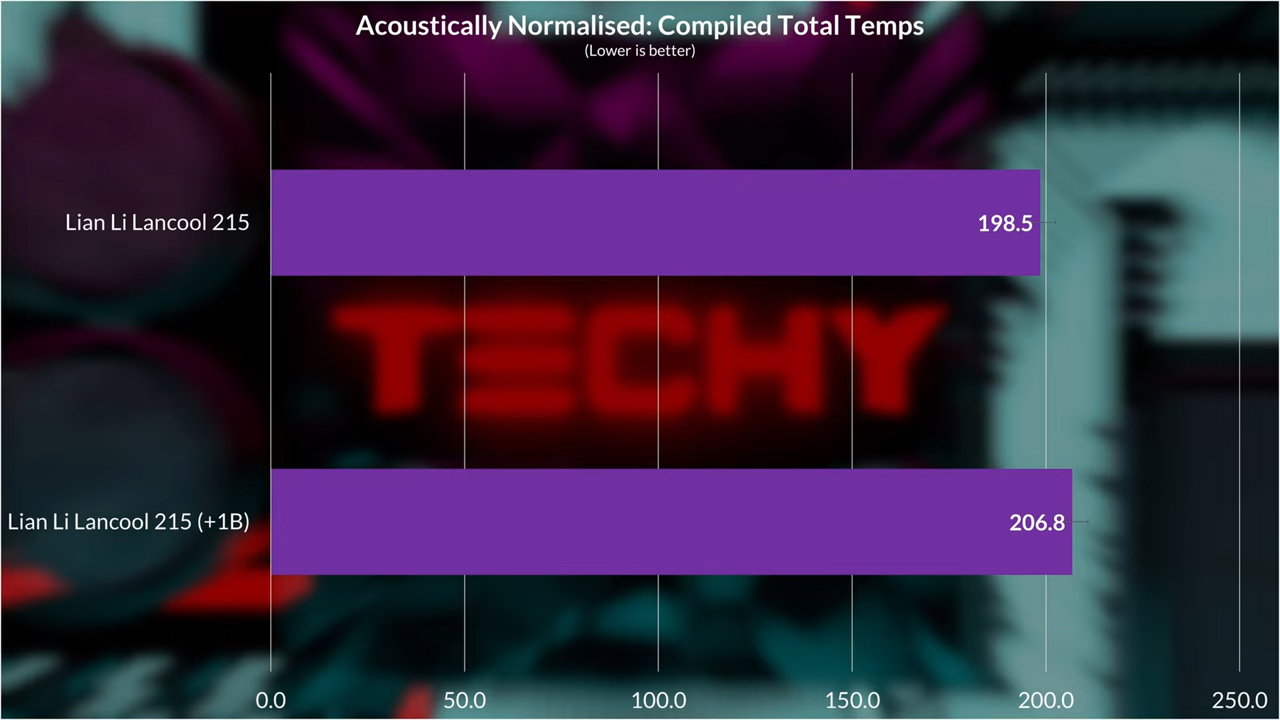 Acoustically Normalised: Compiled Total Temps
(Lower is better)
Lian Li Lancool 215
198.5
TECHY
Lian Li Lancool 215 (+1B)
206.8
0.0 50.0 100.0 150.0 200.0 250.0